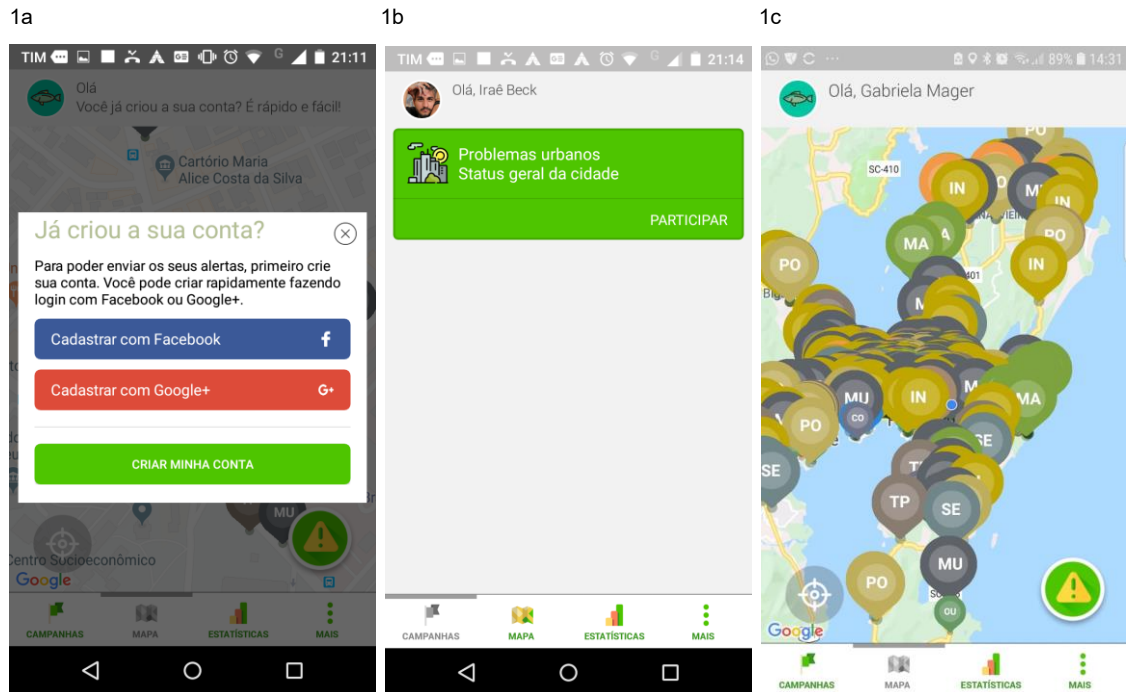 1a
1b
1c
TIM
G
21:11
Olá
Você já criou a sua conta? É rápido e fácil!
Cartório Maria
Alice Costa da Silva
Já criou a sua conta?
Para poder enviar os seus alertas, primeiro crie
sua conta. Você pode criar rapidamente fazendo
login com Facebook ou Google+.
Cadastrar com Facebook
f
Cadastrar com Google+
G+
CRIAR MINHA CONTA
MU
Centro Socioeconômico
Google
CAMPANHAS
MAPA
ESTATÍSTICAS
MAIS
TIM
G
21:14
Olá, Iraê Beck
Problemas urbanos
Status geral da cidade
PARTICIPAR
CAMPANHAS
MAPA
ESTATÍSTICAS
MAIS
89% 14:31
Olá, Gabriela Mager
PO
SC-410
IN
IN
MA
PO
PO
IN
401
MU
IN
M
MA
CO
PO
SE
SE
TP
SE
MU
PO
OU
Google
CAMPANHAS
MAPA
ESTATÍSTICAS
MAIS